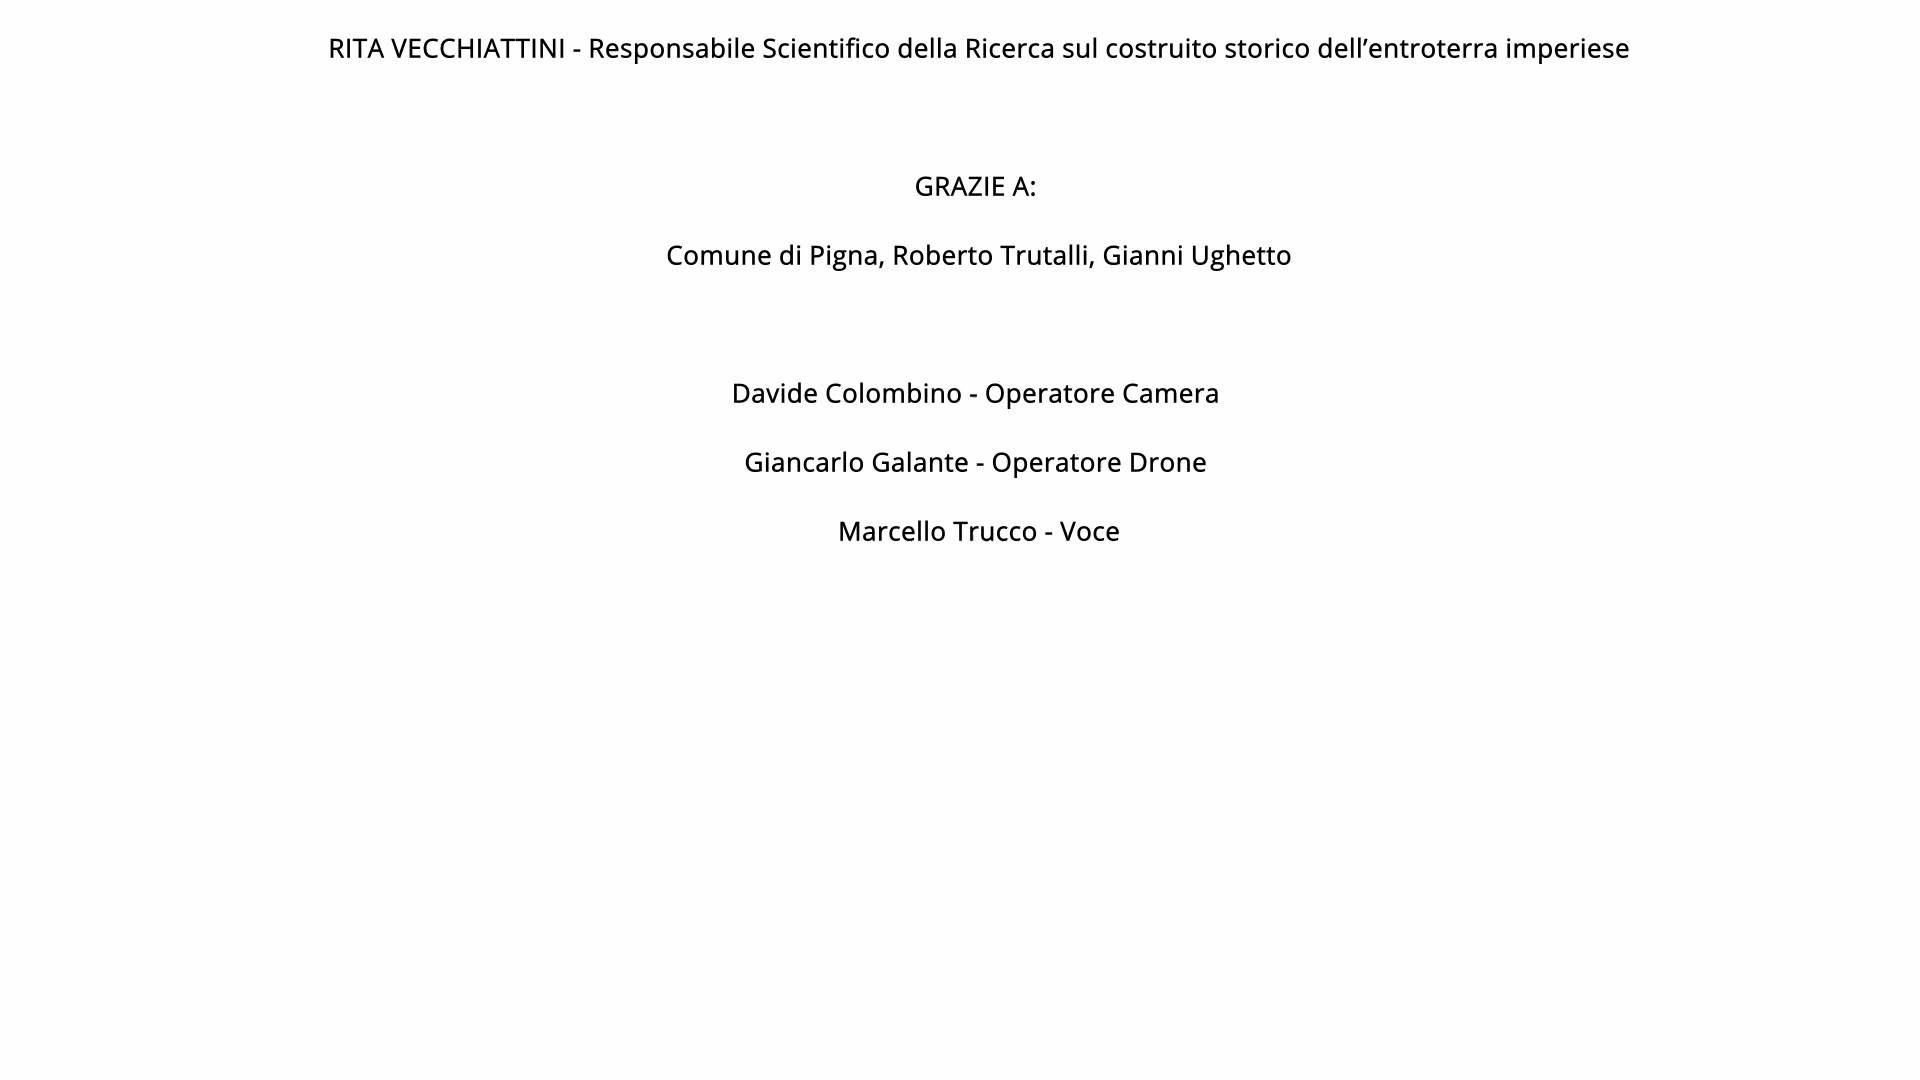 RITA VECCHIATTINI - Responsabile Scientifico della Ricerca sul costruito storico dell’entroterra imperiese
GRAZIE A:
Comune di Pigna, Roberto Trutalli, Gianni Ughetto
Davide Colombino - Operatore Camera
Giancarlo Galante - Operatore Drone
Marcello Trucco - Voce